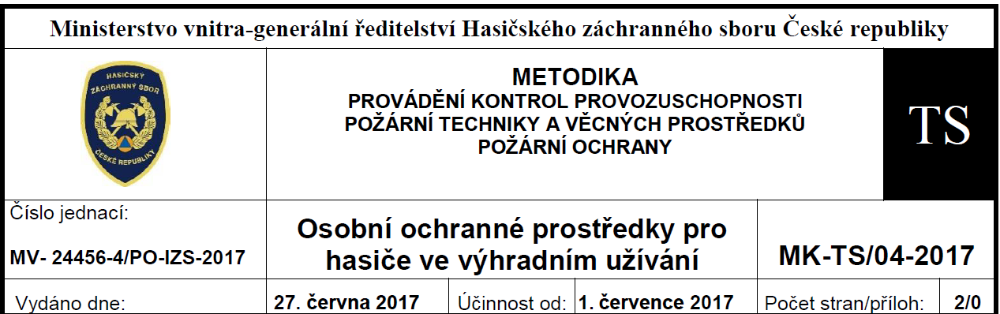 Ministerstvo vnitra-generální ředitelství Hasičského záchranného sboru České republiky
HASIČSKÝ
ZÁCHRANNÝ SBOR
ČESKÉ REPUBLIKY
METODIKA
PROVÁDĚNÍ KONTROL PROVOZUSCHOPNOSTI
POŽÁRNÍ TECHNIKY A VĚCNÝCH PROSTŘEDKŮ
POŽÁRNÍ OCHRANY
TS
Číslo jednací:
MV- 24456-4/PO-IZS-2017
Osobní ochranné prostředky pro
hasiče ve výhradním užívání
MK-TS/04-2017
Vydáno dne: 27. června 2017 Účinnost od: 1. července 2017 Počet stran/příloh: 2/0